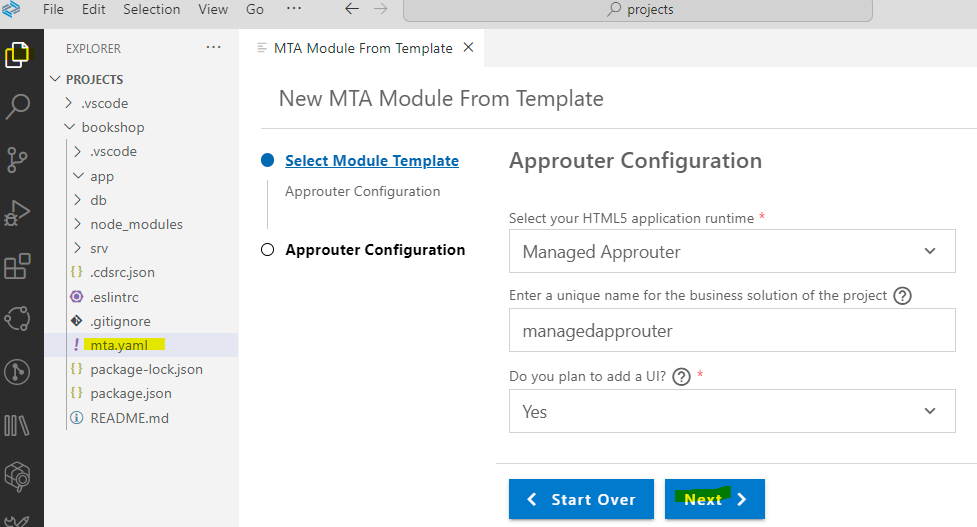 File Edit Selection View Go ··· projects
EXPLORER ···
MTA Module From Template
PROJECTS
.vscode
bookshop
.vscode
app
db
node_modules
srv
{} .cdsrc.json
.eslintrc
.gitignore
! mta.yaml
{} package-lock.json
{} package.json
README.md
New MTA Module From Template
Select Module Template
Approuter Configuration
Approuter Configuration
Approuter Configuration
Select your HTML5 application runtime *
Managed Approuter
Enter a unique name for the business solution of the project ?
managedapprouter
Do you plan to add a UI? ? *
Yes
Start Over
Next